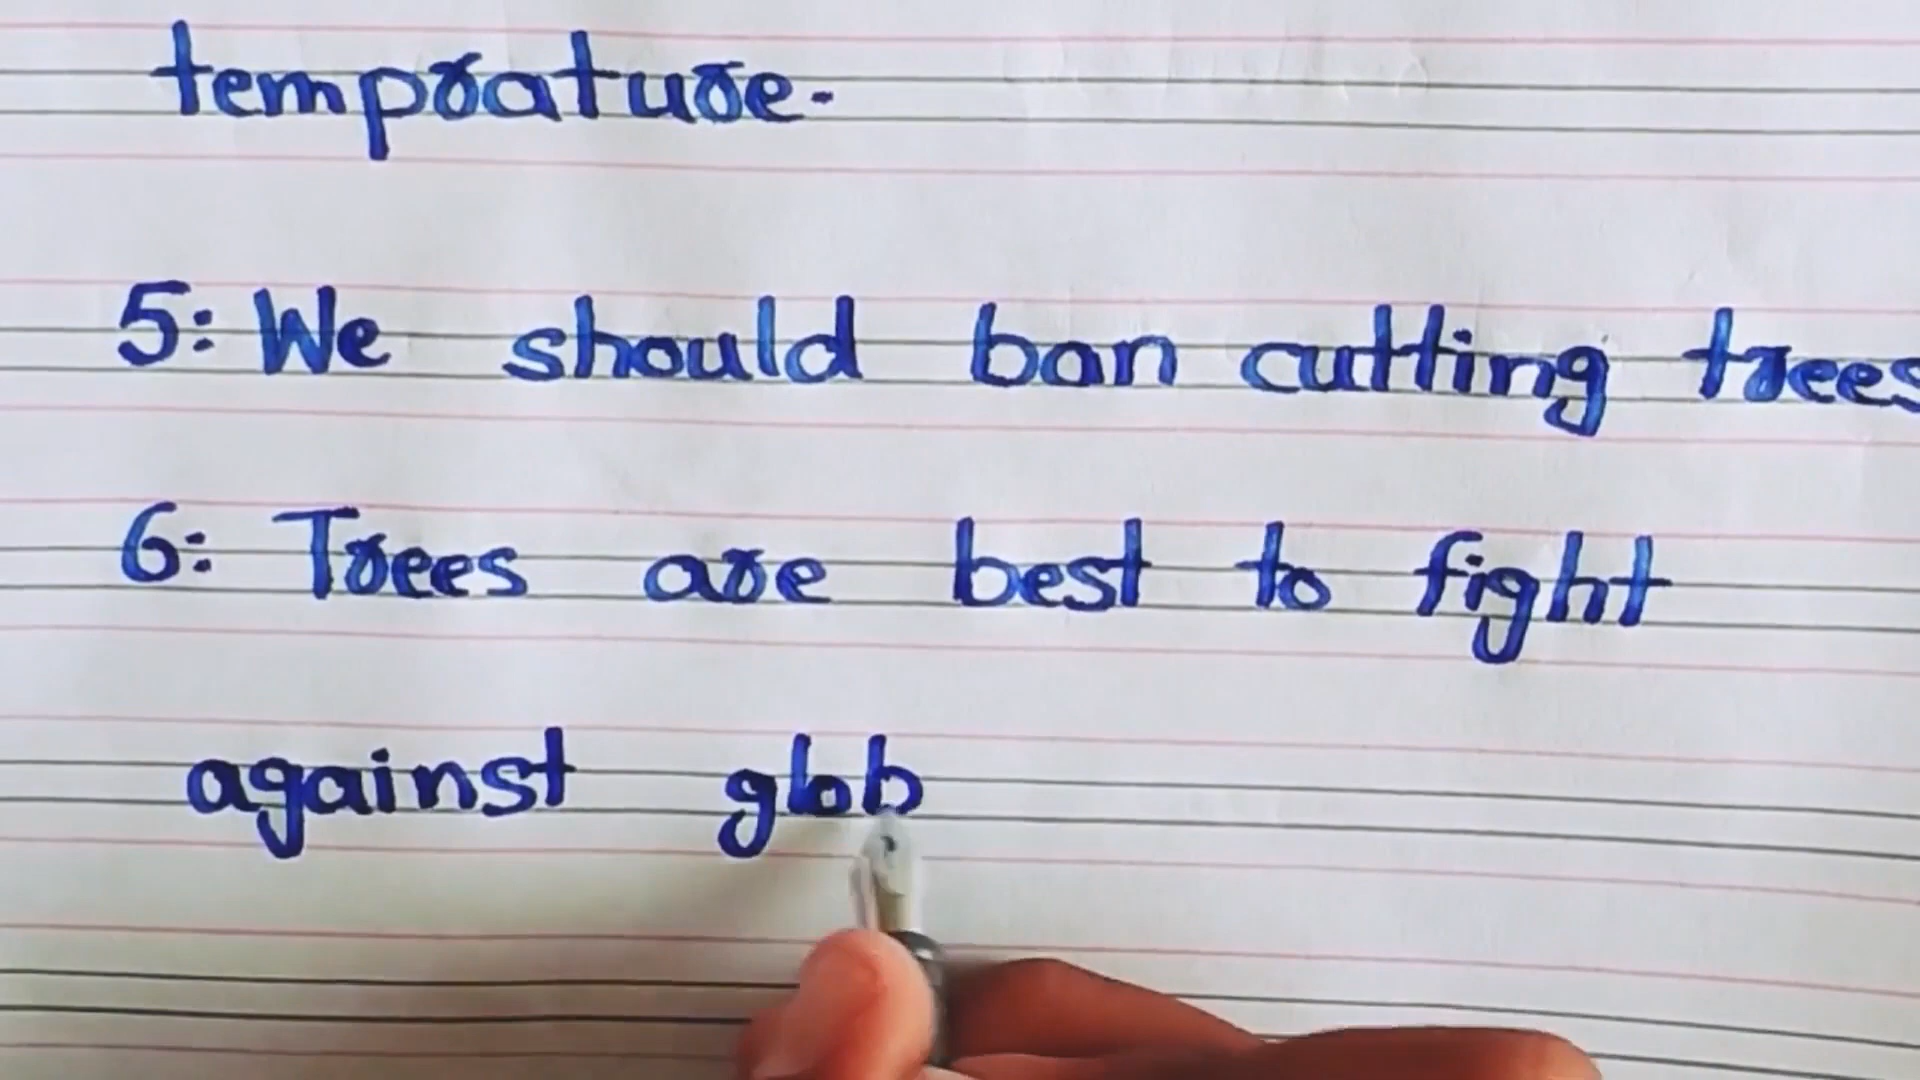 temprature.
5: We should ban cutting trees
6: Trees are best to fight
against glob